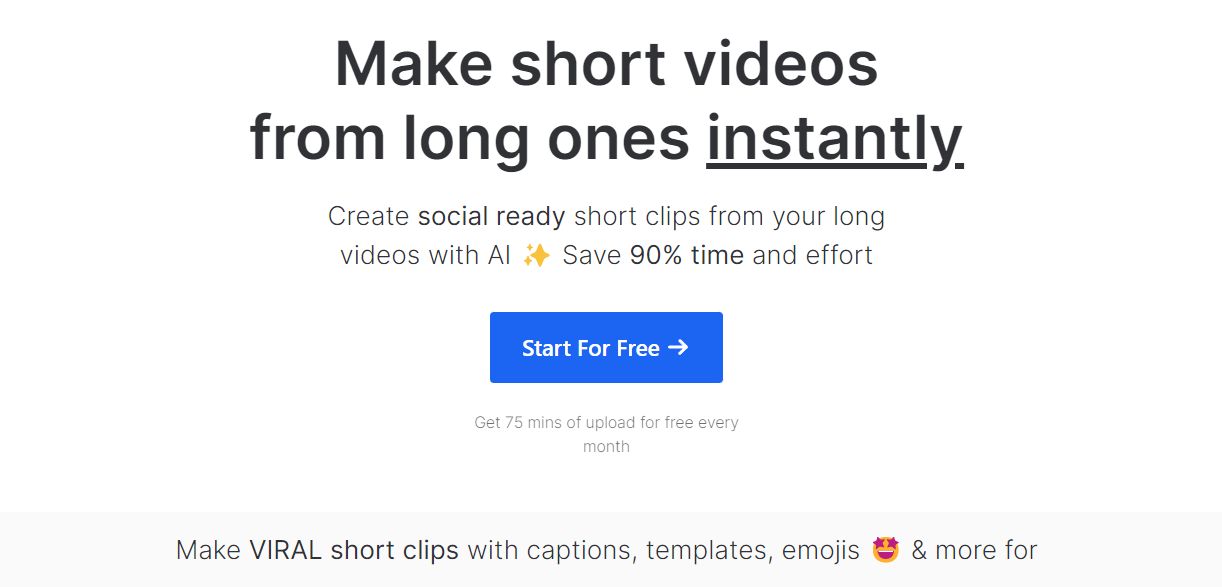 Make short videos
from long ones instantly
Create social ready short clips from your long
videos with AI ✨ Save 90% time and effort
Start For Free →
Get 75 mins of upload for free every
month
Make VIRAL short clips with captions, templates, emojis 🤩 & more for